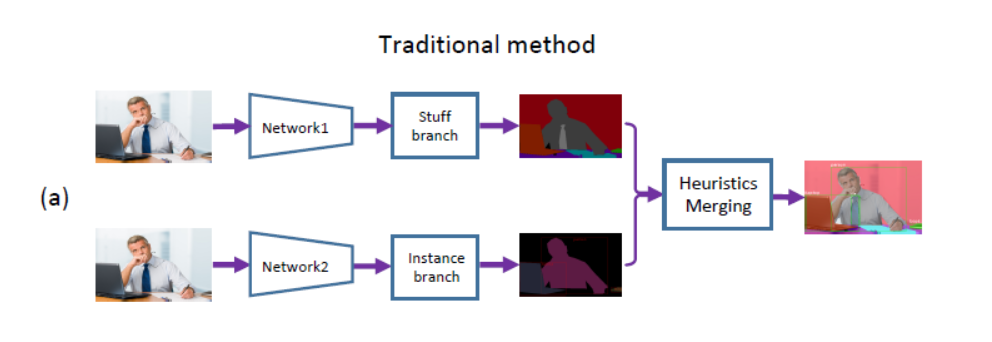 Traditional method
(a)
Network1
Stuff
branch
Heuristics
Merging
Network2
Instance
branch